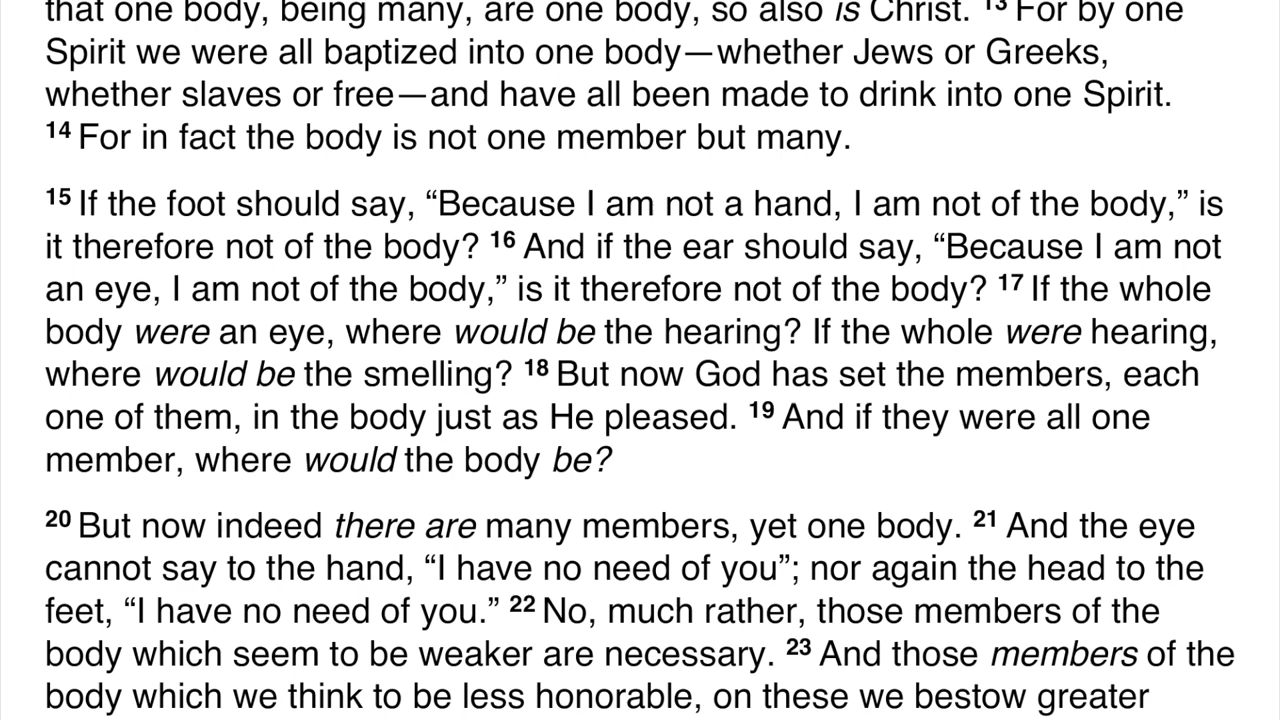 that one body, being many, are one body, so also is Christ. 13 For by one
Spirit we were all baptized into one body—whether Jews or Greeks,
whether slaves or free—and have all been made to drink into one Spirit.
14 For in fact the body is not one member but many.
15 If the foot should say, “Because I am not a hand, I am not of the body,” is
it therefore not of the body? 16 And if the ear should say, “Because I am not
an eye, I am not of the body,” is it therefore not of the body? 17 If the whole
body were an eye, where would be the hearing? If the whole were hearing,
where would be the smelling? 18 But now God has set the members, each
one of them, in the body just as He pleased. 19 And if they were all one
member, where would the body be?
20 But now indeed there are many members, yet one body. 21 And the eye
cannot say to the hand, “I have no need of you”; nor again the head to the
feet, “I have no need of you.” 22 No, much rather, those members of the
body which seem to be weaker are necessary. 23 And those members of the
body which we think to be less honorable, on these we bestow greater